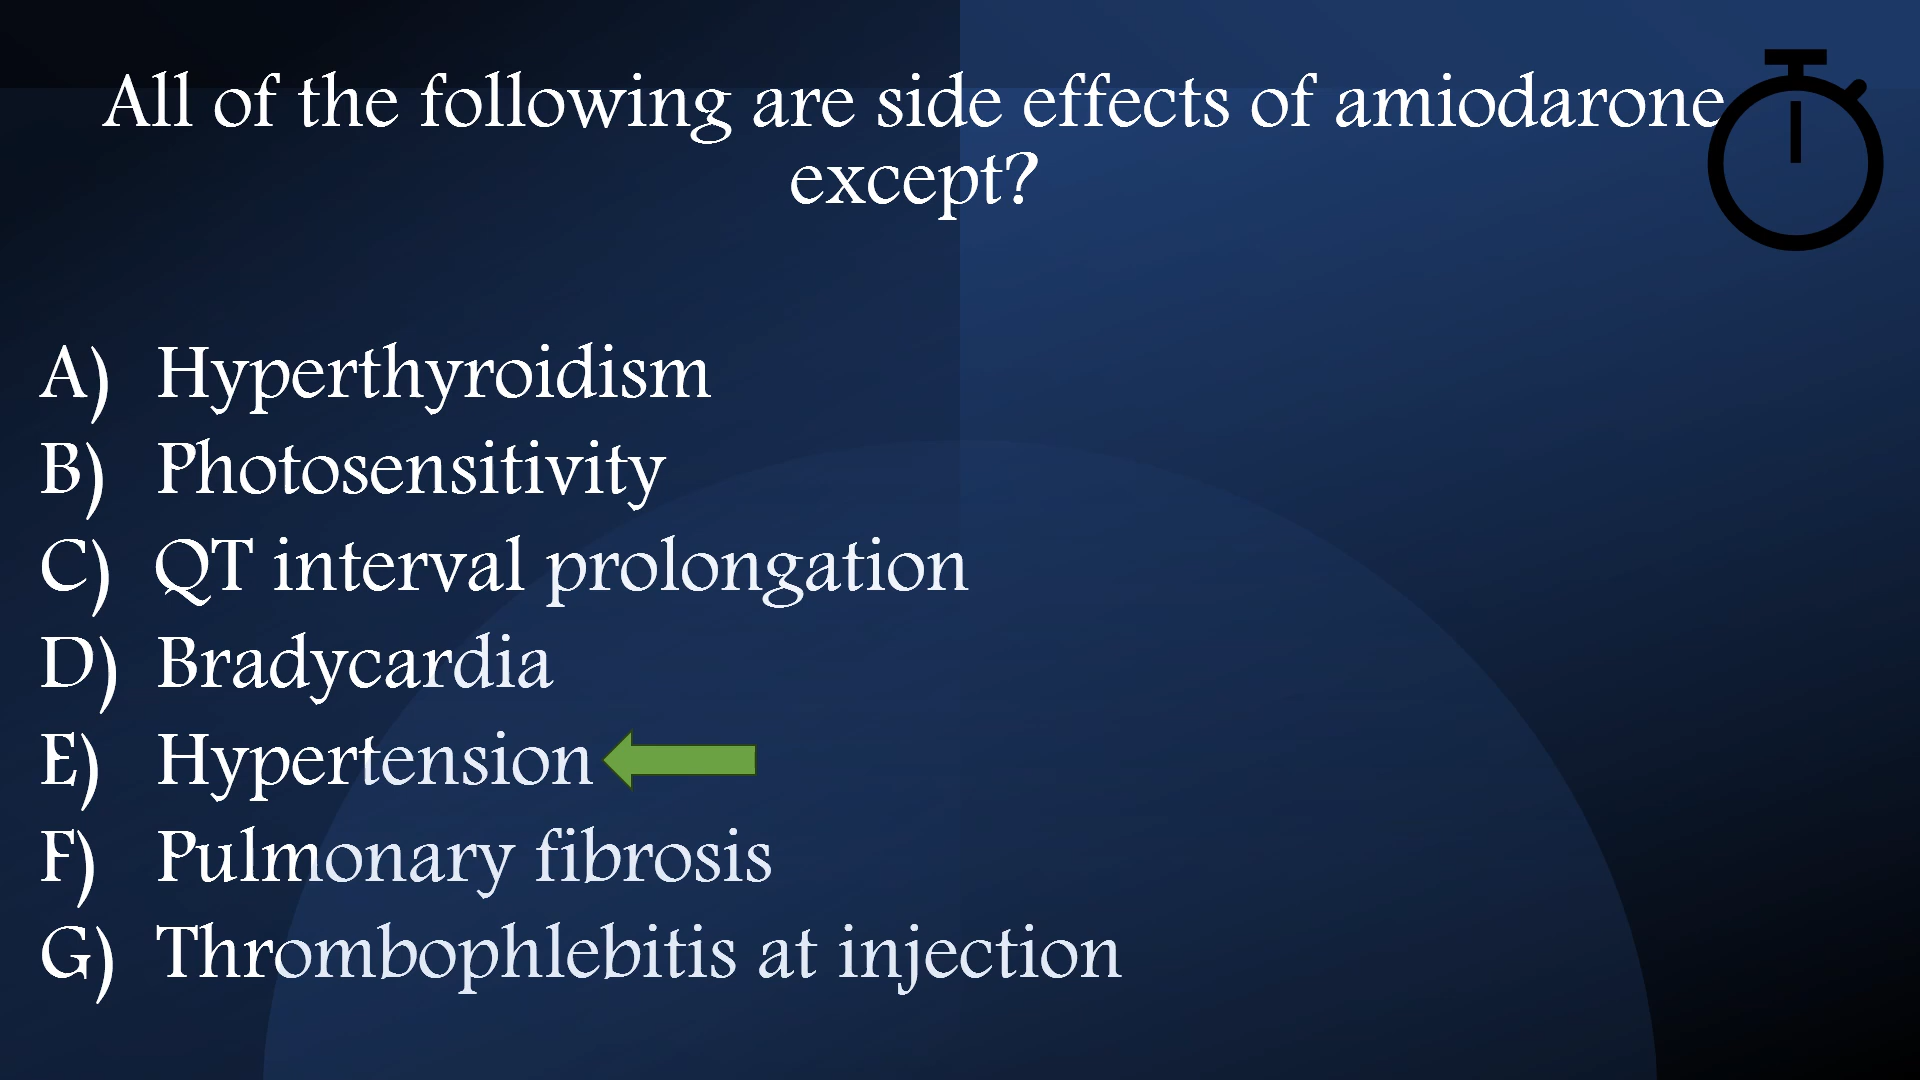 All of the following are side effects of amiodarone
except?
A) Hyperthyroidism
B) Photosensitivity
C) QT interval prolongation
D) Bradycardia
E) Hypertension
F) Pulmonary fibrosis
G) Thrombophlebitis at injection